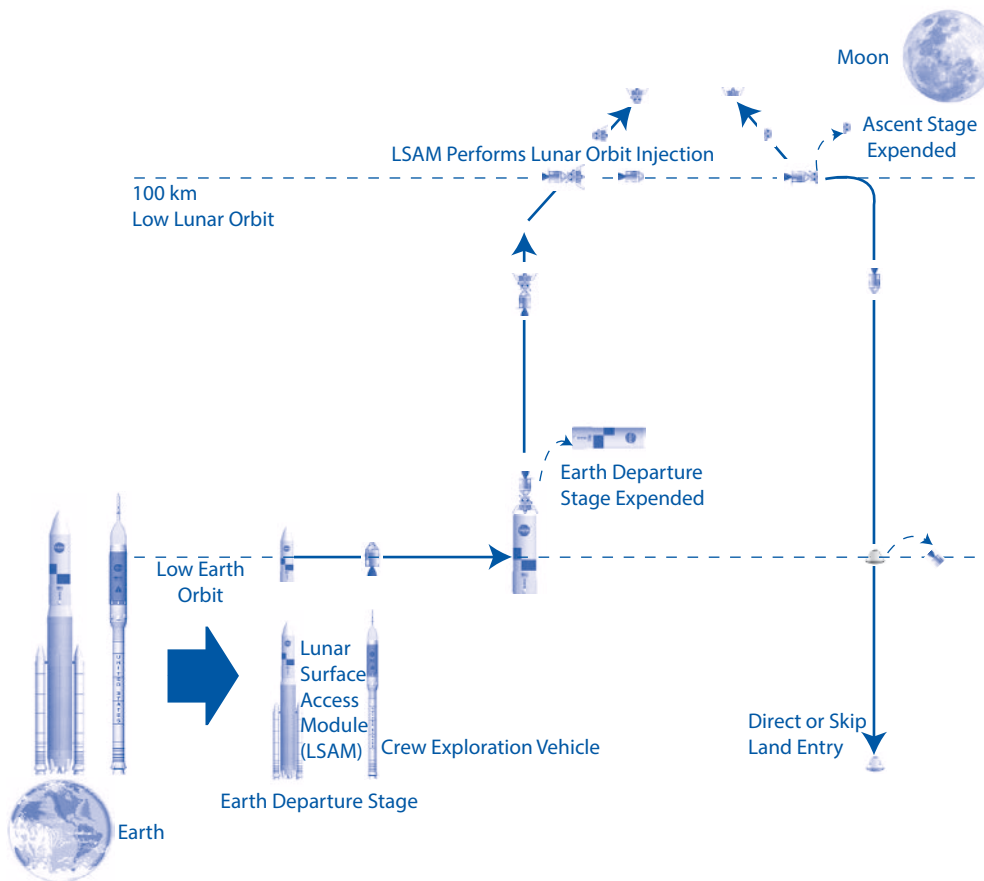 Moon
Ascent Stage
Expended
LSAM Performs Lunar Orbit Injection
100 km
Low Lunar Orbit
Earth Departure
Stage Expended
Low Earth
Orbit
Lunar
Surface
Access
Module
(LSAM)
Crew Exploration Vehicle
Earth Departure Stage
Direct or Skip
Land Entry
Earth
UNITED STATES